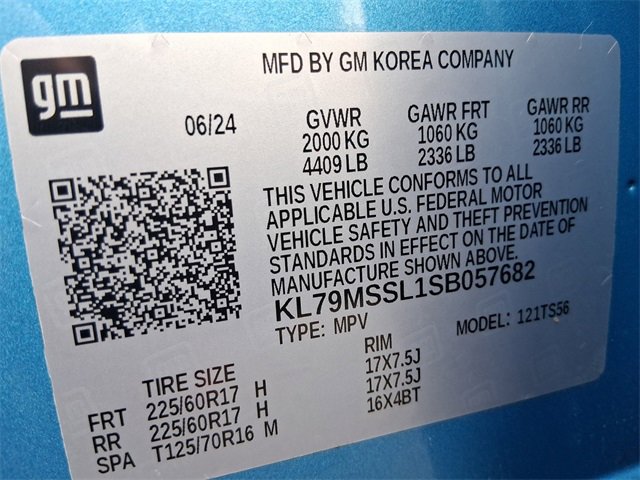 gm
MFD BY GM KOREA COMPANY
06/24
GVWR GAWR FRT GAWR RR
2000 KG 1060 KG 1060 KG
4409 LB 2336 LB 2336 LB
THIS VEHICLE CONFORMS TO ALL
APPLICABLE U.S. FEDERAL MOTOR
VEHICLE SAFETY AND THEFT PREVENTION
STANDARDS IN EFFECT ON THE DATE OF
MANUFACTURE SHOWN ABOVE.
KL79MSSL1SB057682
TYPE: MPV MODEL: 121TS56
TIRE SIZE RIM
FRT 225/60R17 H 17X7.5J
RR 225/60R17 H 17X7.5J
SPA T125/70R16 M 16X4BT